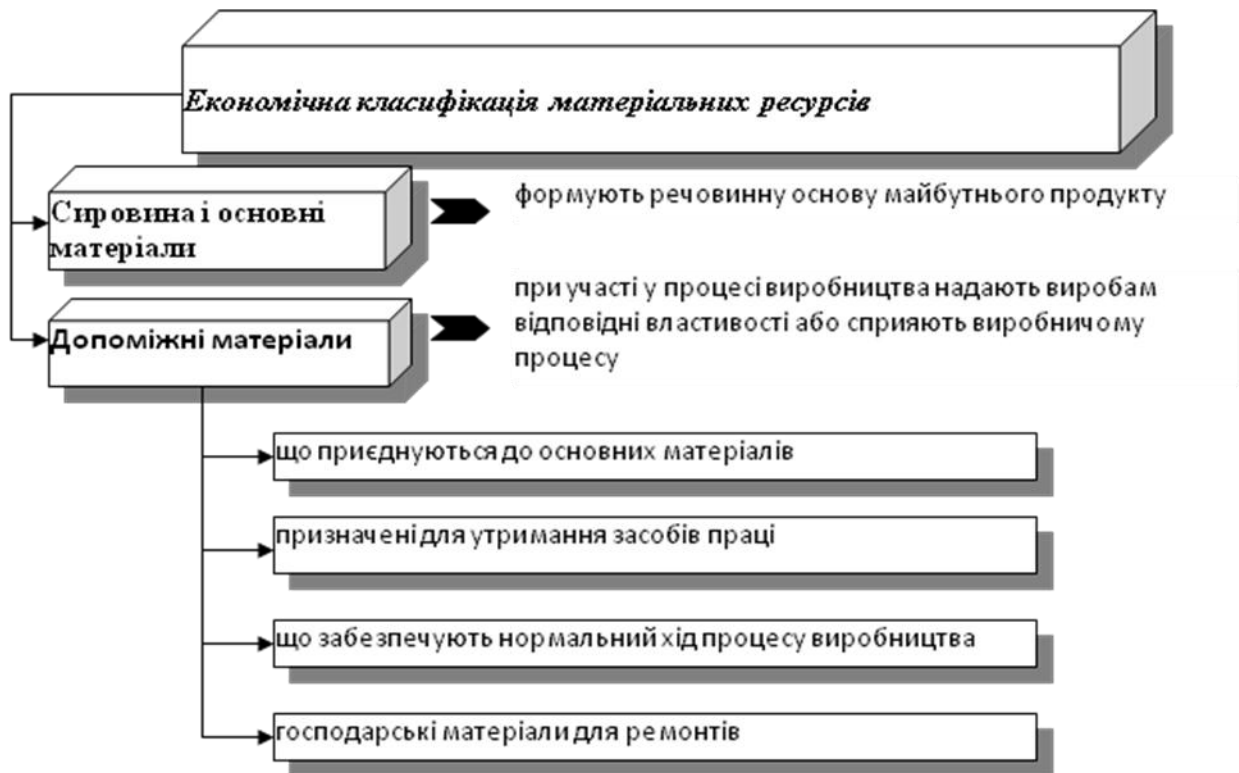 Економічна класифікація матеріальних ресурсів
Сировина і основні
матеріали
формують речовинну основу майбутнього продукту
Допоміжні матеріали
при участі у процесі виробництва надають виробам
відповідні властивості або сприяють виробничому
процесу
що приєднуються до основних матеріалів
призначені для утримання засобів праці
що забезпечують нормальний хід процесу виробництва
господарські матеріали для ремонтів